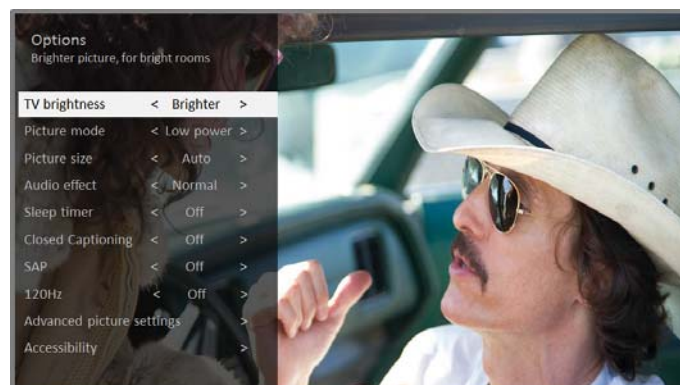 Options
Brighter picture, for bright rooms
TV brightness < Brighter >
Picture mode < Low power >
Picture size < Auto >
Audio effect < Normal >
Sleep timer < Off >
Closed Captioning < Off >
SAP < Off >
120Hz < Off >
Advanced picture settings >
Accessibility >